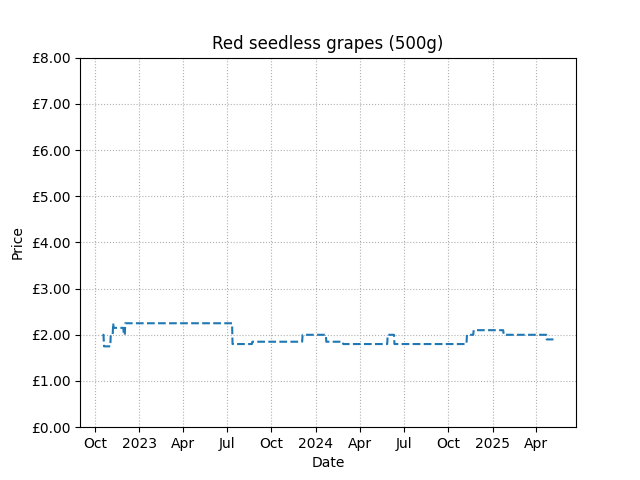 Red seedless grapes (500g)
£8.00
£7.00
£6.00
£5.00
£4.00
£3.00
£2.00
£1.00
£0.00
Price
Oct 2023 Apr Jul Oct 2024 Apr Jul Oct 2025 Apr
Date